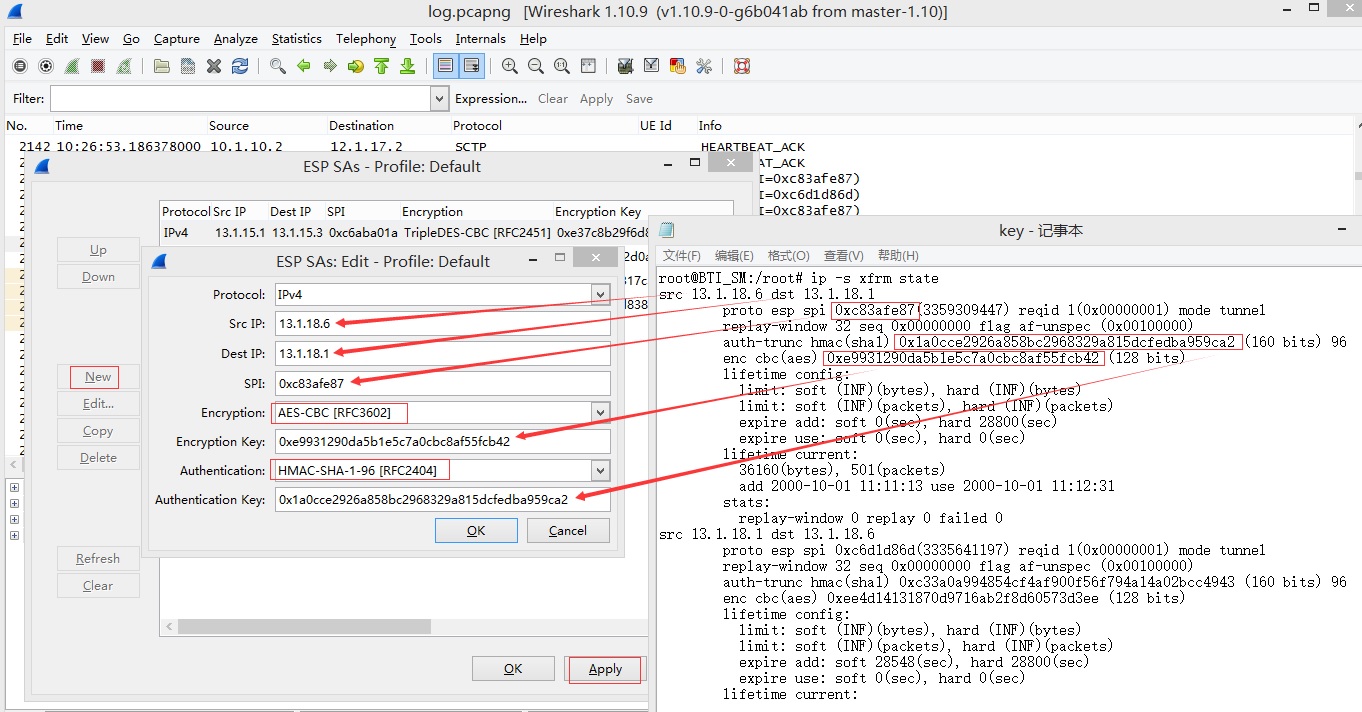 log.pcapng [Wireshark 1.10.9 (v1.10.9-0-g6b041ab from master-1.10)]
File Edit View Go Capture Analyze Statistics Telephony Tools Internals Help
Filter: Expression... Clear Apply Save
No. Time Source Destination Protocol UE Id Info
2142 10:26:53.186378000 10.1.10.2 12.1.17.2 SCTP HEARTBEAT_ACK
AT_ACK
I=0xc83afe87)
I=0xc6d1d86d)
I=0xc83afe87)
ESP SAs - Profile: Default
Protocol Src IP Dest IP SPI Encryption Encryption Key
IPv4 13.1.15.1 13.1.15.3 0xc6aba01a TripleDES-CBC [RFC2451] 0xe37c8b29f6d8
Up
Down
New
Edit...
Copy
Delete
Refresh
Clear
OK Apply
ESP SAs: Edit - Profile: Default
Protocol: IPv4
Src IP: 13.1.18.6
Dest IP: 13.1.18.1
SPI: 0xc83afe87
Encryption: AES-CBC [RFC3602]
Encryption Key: 0xe9931290da5b1e5c7a0cbc8af55fcb42
Authentication: HMAC-SHA-1-96 [RFC2404]
Authentication Key: 0x1a0cce2926a858bc2968329a815dcfedba959ca2
OK Cancel
key - 记事本
文件(F) 编辑(E) 格式(O) 查看(V) 帮助(H)
root@BTI_SM:/root# ip -s xfrm state
src 13.1.18.6 dst 13.1.18.1
proto esp spi 0xc83afe87(3359309447) reqid 1(0x00000001) mode tunnel
replay-window 32 seq 0x00000000 flag af-unspec (0x00100000)
auth-trunc hmac(sha1) 0x1a0cce2926a858bc2968329a815dcfedba959ca2 (160 bits) 96
enc cbc(aes) 0xe9931290da5b1e5c7a0cbc8af55fcb42 (128 bits)
lifetime config:
limit: soft (INF)(bytes), hard (INF)(bytes)
limit: soft (INF)(packets), hard (INF)(packets)
expire add: soft 0(sec), hard 28800(sec)
expire use: soft 0(sec), hard 0(sec)
lifetime current:
36160(bytes), 501(packets)
add 2000-10-01 11:11:13 use 2000-10-01 11:12:31
stats:
replay-window 0 replay 0 failed 0
src 13.1.18.1 dst 13.1.18.6
proto esp spi 0xc6d1d86d(3335641197) reqid 1(0x00000001) mode tunnel
replay-window 32 seq 0x00000000 flag af-unspec (0x00100000)
auth-trunc hmac(sha1) 0xc33a0a994854cf4af900f56f794a14a02bcc4943 (160 bits) 96
enc cbc(aes) 0xee4d14131870d9716ab2f8d60573d3ee (128 bits)
lifetime config:
limit: soft (INF)(bytes), hard (INF)(bytes)
limit: soft (INF)(packets), hard (INF)(packets)
expire add: soft 28548(sec), hard 28800(sec)
expire use: soft 0(sec), hard 0(sec)
lifetime current: